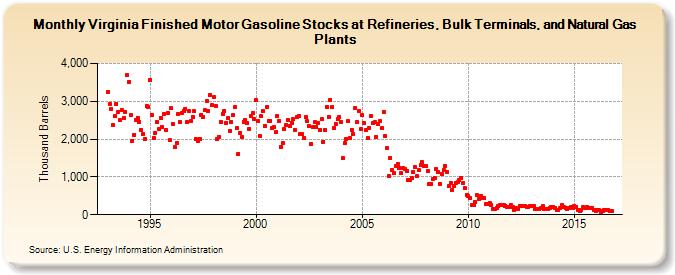 Monthly Virginia Finished Motor Gasoline Stocks at Refineries, Bulk Terminals, and Natural Gas
Plants
Thousand Barrels
4,000
3,000
2,000
1,000
0
1995
2000
2005
2010
2015
Source: U.S. Energy Information Administration